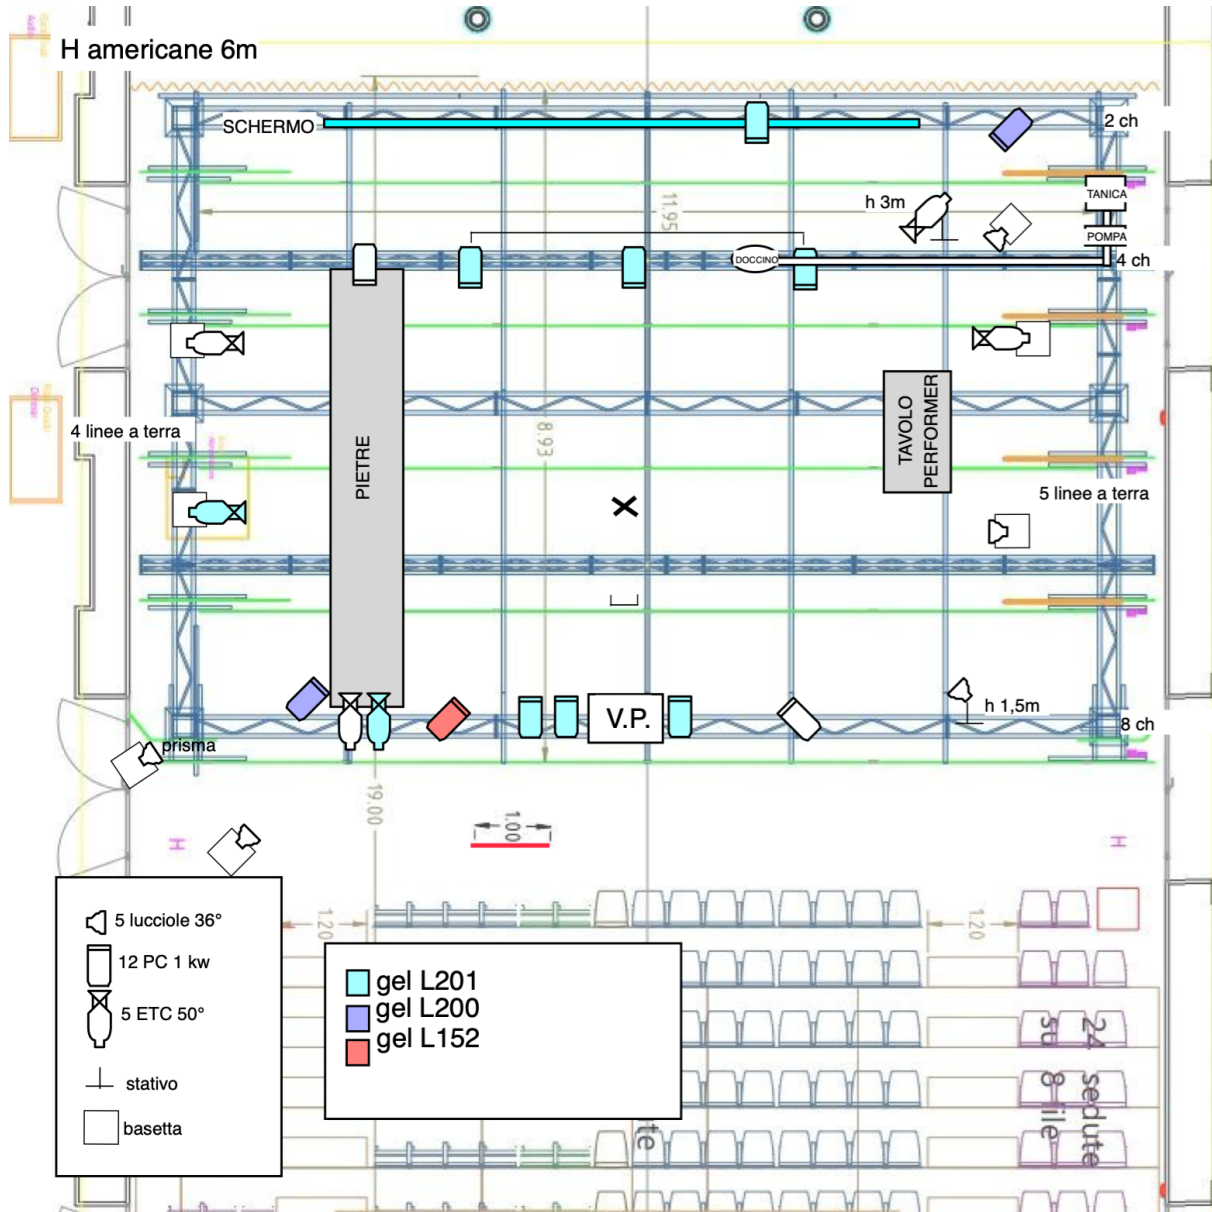 H americane 6m
SCHERMO
2 ch
TANICA
h 3m
11.95
POMPA
DOCCINO
4 ch
TAVOLO
PERFORMER
4 linee a terra
8.93
PIETRE
5 linee a terra
V.P.
h 1,5m
8 ch
prisma
19.00
1.00
H
H
5 lucciole 36°
12 PC 1 kw
5 ETC 50°
stativo
basetta
1.20
1.20
gel L201
gel L200
gel L152
24 sedute
su 8 file
te